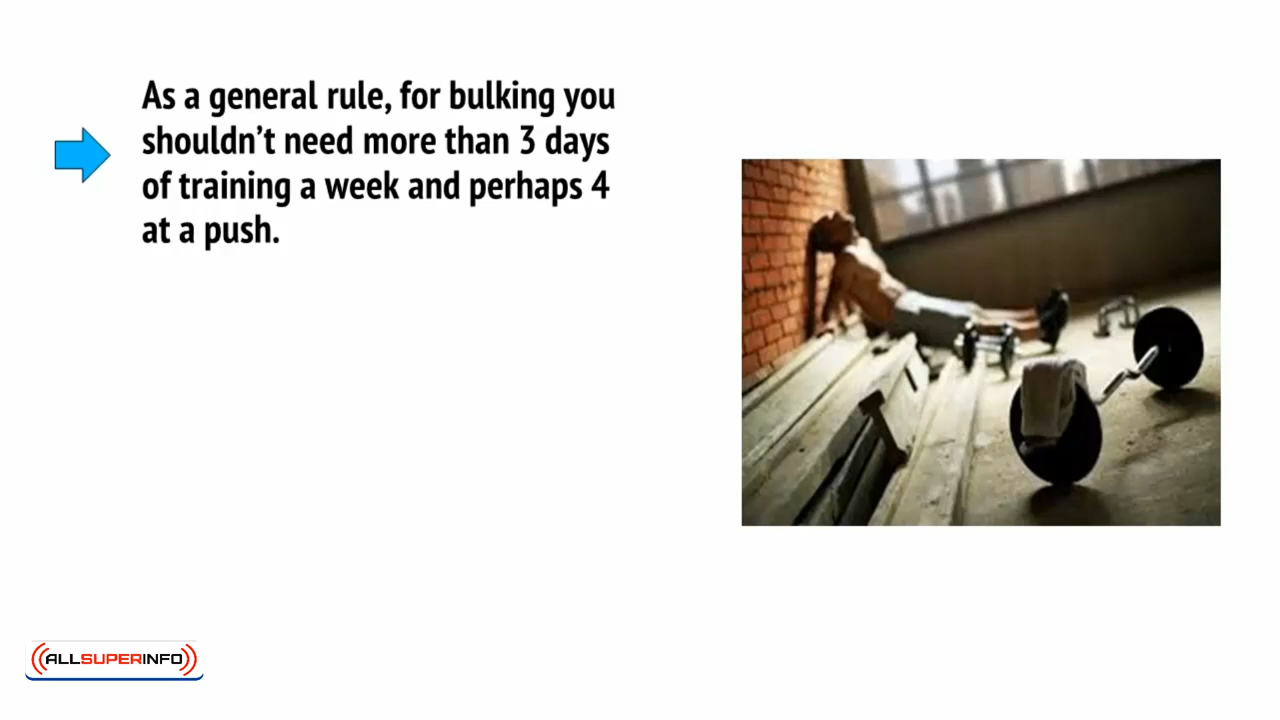 As a general rule, for bulking you
shouldn’t need more than 3 days
of training a week and perhaps 4
at a push.
ALLSUPERINFO